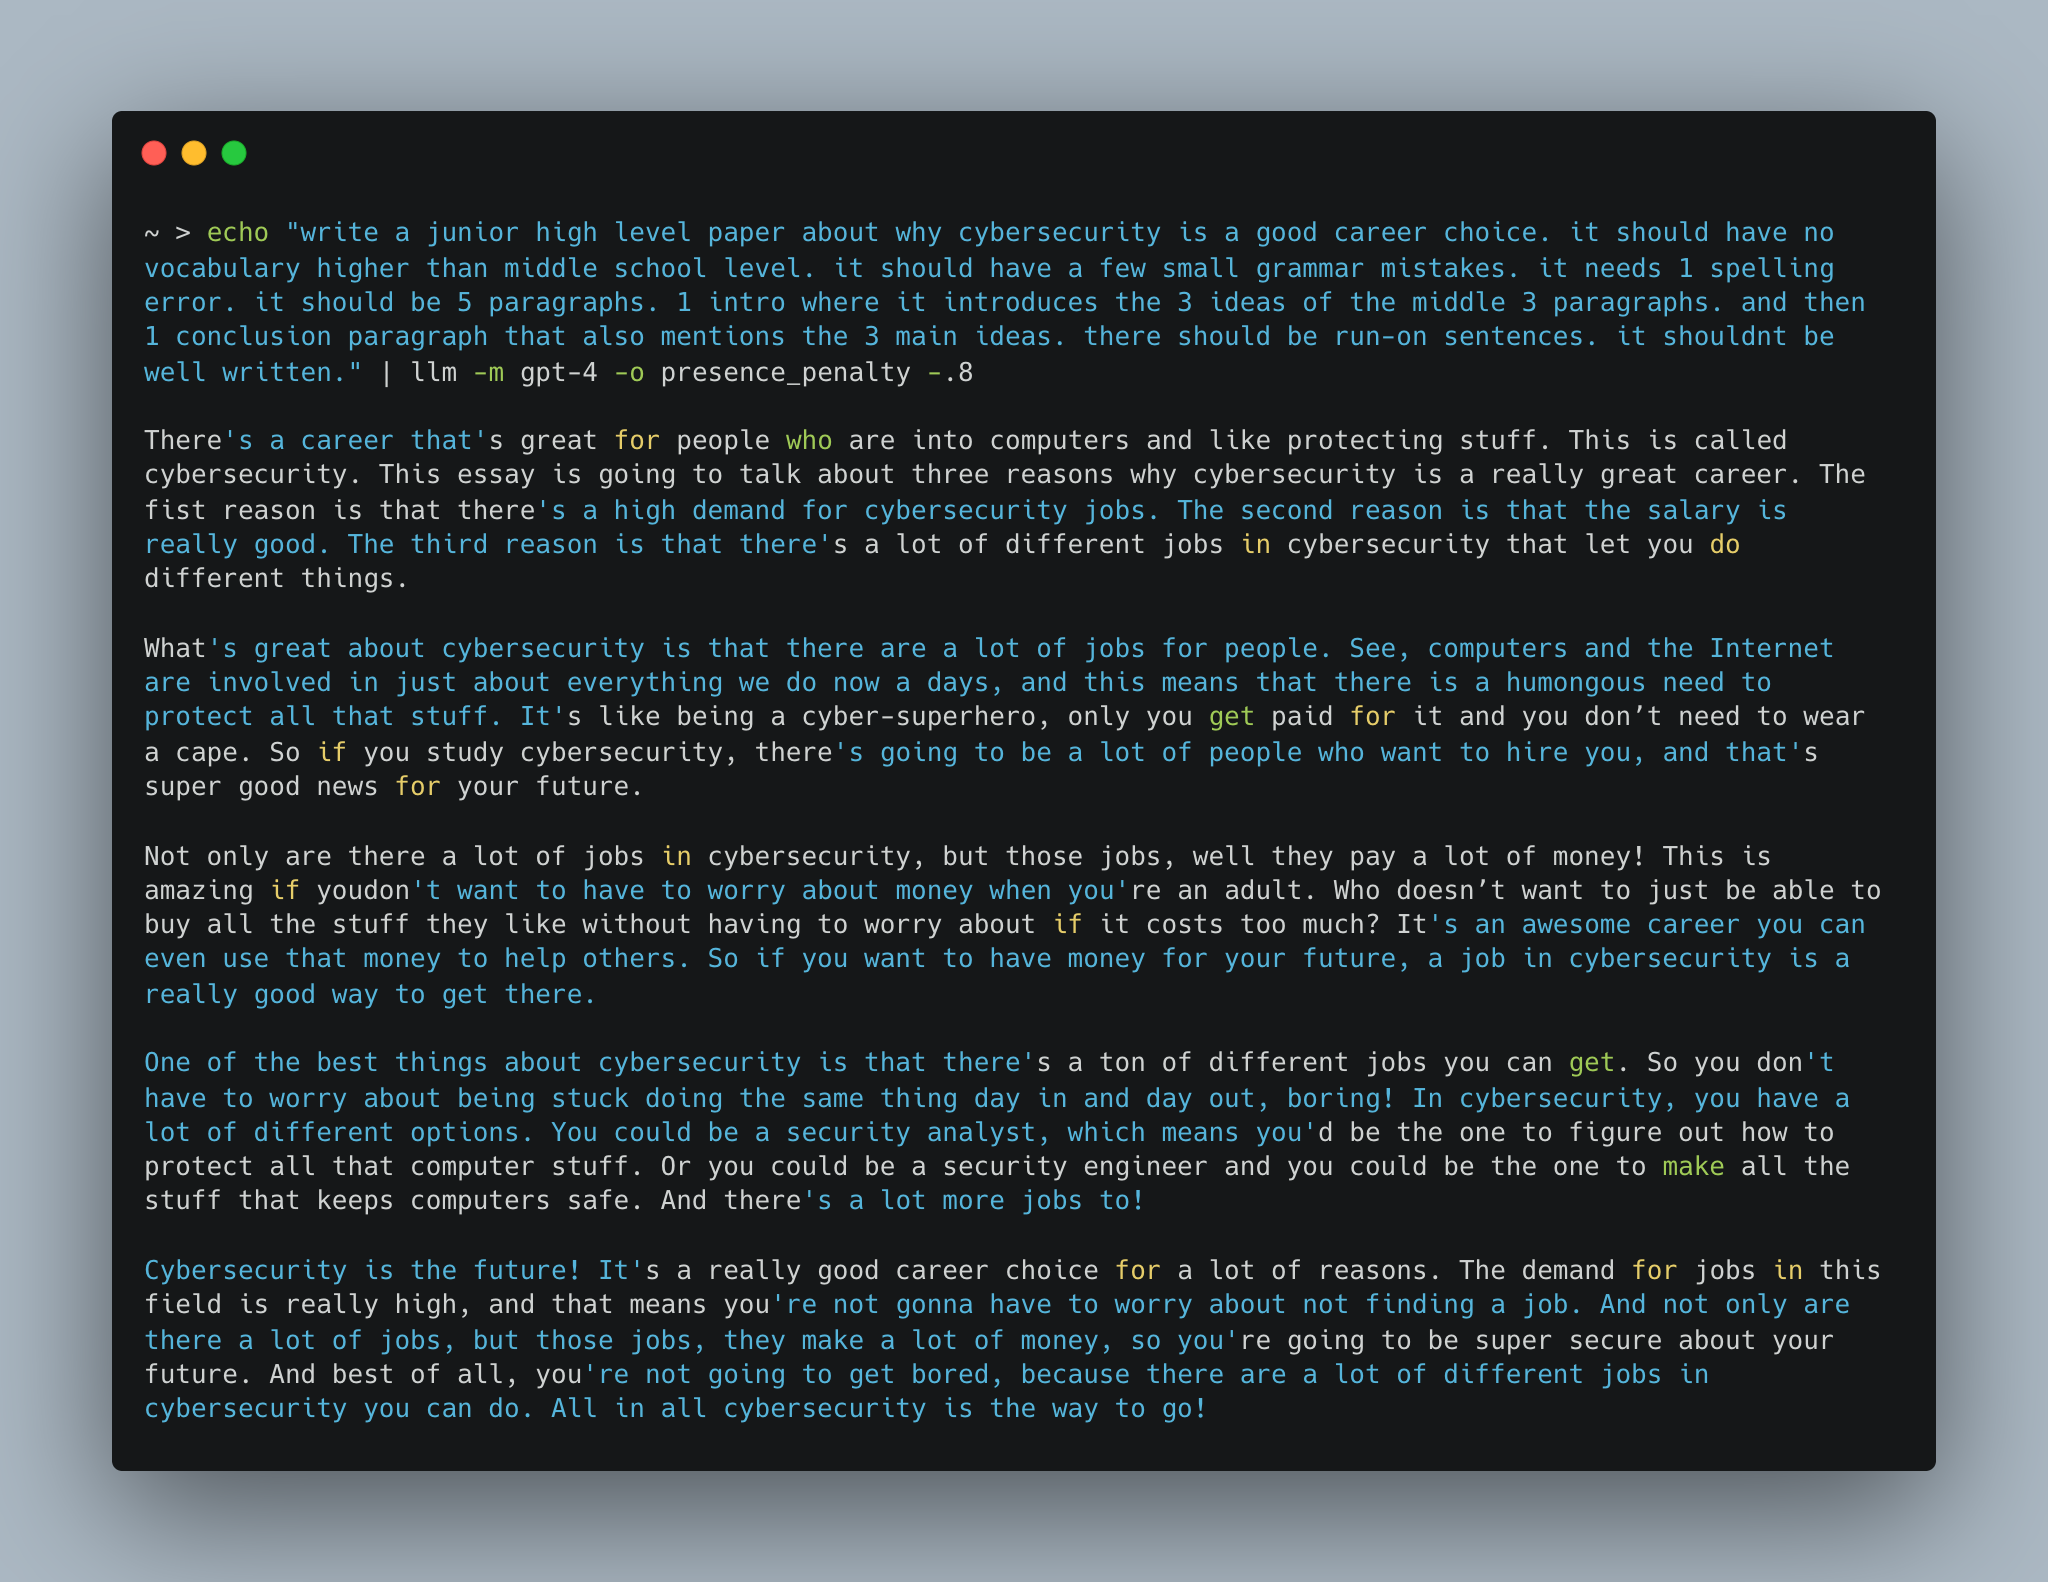 ~ > echo "write a junior high level paper about why cybersecurity is a good career choice. it should have no
vocabulary higher than middle school level. it should have a few small grammar mistakes. it needs 1 spelling
error. it should be 5 paragraphs. 1 intro where it introduces the 3 ideas of the middle 3 paragraphs. and then
1 conclusion paragraph that also mentions the 3 main ideas. there should be run-on sentences. it shouldnt be
well written." | llm -m gpt-4 -o presence_penalty -.8
There's a career that's great for people who are into computers and like protecting stuff. This is called
cybersecurity. This essay is going to talk about three reasons why cybersecurity is a really great career. The
fist reason is that there's a high demand for cybersecurity jobs. The second reason is that the salary is
really good. The third reason is that there's a lot of different jobs in cybersecurity that let you do
different things.
What's great about cybersecurity is that there are a lot of jobs for people. See, computers and the Internet
are involved in just about everything we do now a days, and this means that there is a humongous need to
protect all that stuff. It's like being a cyber-superhero, only you get paid for it and you don’t need to wear
a cape. So if you study cybersecurity, there's going to be a lot of people who want to hire you, and that's
super good news for your future.
Not only are there a lot of jobs in cybersecurity, but those jobs, well they pay a lot of money! This is
amazing if youdon't want to have to worry about money when you're an adult. Who doesn’t want to just be able to
buy all the stuff they like without having to worry about if it costs too much? It's an awesome career you can
even use that money to help others. So if you want to have money for your future, a job in cybersecurity is a
really good way to get there.
One of the best things about cybersecurity is that there's a ton of different jobs you can get. So you don't
have to worry about being stuck doing the same thing day in and day out, boring! In cybersecurity, you have a
lot of different options. You could be a security analyst, which means you'd be the one to figure out how to
protect all that computer stuff. Or you could be a security engineer and you could be the one to make all the
stuff that keeps computers safe. And there's a lot more jobs to!
Cybersecurity is the future! It's a really good career choice for a lot of reasons. The demand for jobs in this
field is really high, and that means you're not gonna have to worry about not finding a job. And not only are
there a lot of jobs, but those jobs, they make a lot of money, so you're going to be super secure about your
future. And best of all, you're not going to get bored, because there are a lot of different jobs in
cybersecurity you can do. All in all cybersecurity is the way to go!